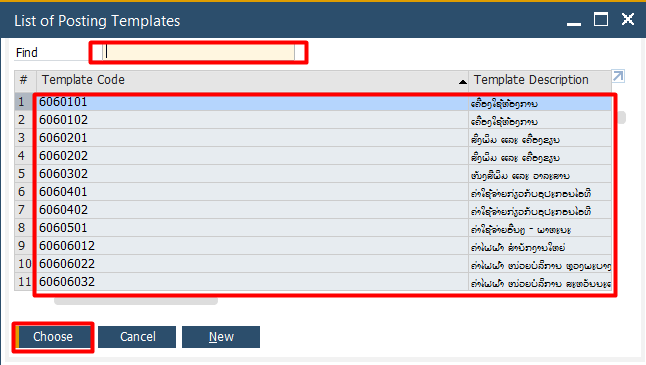 List of Posting Templates
Find
# Template Code Template Description
1 6060101 ເຄື່ອງໃຊ້ຫ້ອງການ
2 6060102 ເຄື່ອງໃຊ້ຫ້ອງການ
3 6060201 ສິ່ງພິມ ແລະ ເຄື່ອງຂຽນ
4 6060202 ສິ່ງພິມ ແລະ ເຄື່ອງຂຽນ
5 6060302 ໜັງສືພິມ ແລະ ວາລະສານ
6 6060401 ຄ່າໃຊ້ຈ່າຍກ່ຽວກັບອຸປະກອນໄອທີ
7 6060402 ຄ່າໃຊ້ຈ່າຍກ່ຽວກັບອຸປະກອນໄອທີ
8 6060501 ຄ່າໃຊ້ຈ່າຍອື່ນໆ - ພາຫະນະ
9 60606012 ຄ່າໄຟຟ້າ ສໍານັກງານໃຫຍ່
10 60606022 ຄ່າໄຟຟ້າ ໜ່ວຍບໍລິການ ຫຼວງພະບາງ
11 60606032 ຄ່າໄຟຟ້າ ໜ່ວຍບໍລິການ ສະຫວັນນະເ
Choose Cancel New